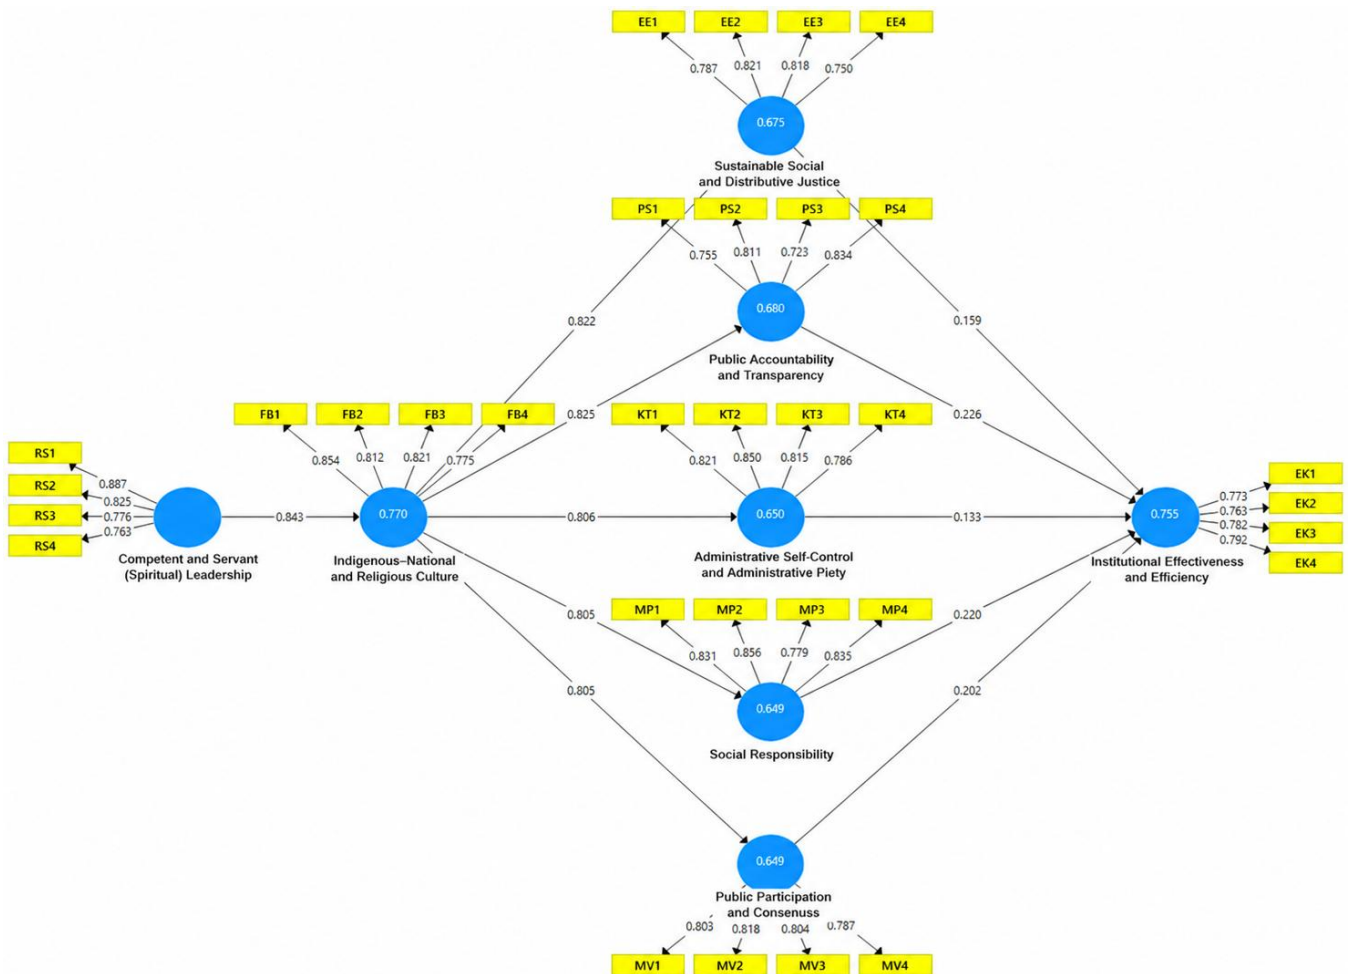 EE1 EE2 EE3 EE4
0.787 0.821 0.818 0.750
0.675
Sustainable Social
and Distributive Justice
PS1 PS2 PS3 PS4
0.755 0.811 0.723 0.834
0.680
0.822
0.159
Public Accountability
and Transparency
FB1 FB2 FB3 FB4
0.854 0.812 0.821 0.775
0.825
KT1 KT2 KT3 KT4
0.821 0.850 0.815 0.786
0.226
RS1
RS2
RS3
RS4
0.887
0.825
0.776
0.763
0.843
0.770
0.806
0.650
0.133
0.755
0.773
0.763
0.782
0.792
EK1
EK2
EK3
EK4
Competent and Servant
(Spiritual) Leadership
Indigenous–National
and Religious Culture
Administrative Self-Control
and Administrative Piety
Institutional Effectiveness
and Efficiency
0.805
MP1 MP2 MP3 MP4
0.831 0.856 0.779 0.835
0.220
0.649
0.805
0.202
Social Responsibility
0.649
Public Participation
and Consenuss
0.803 0.818 0.804 0.787
MV1 MV2 MV3 MV4